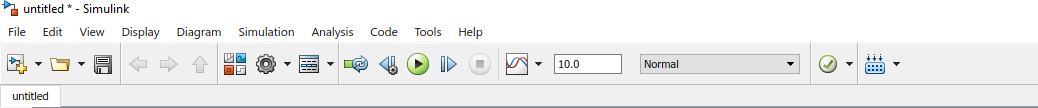 untitled * - Simulink
File Edit View Display Diagram Simulation Analysis Code Tools Help
10.0 Normal
untitled